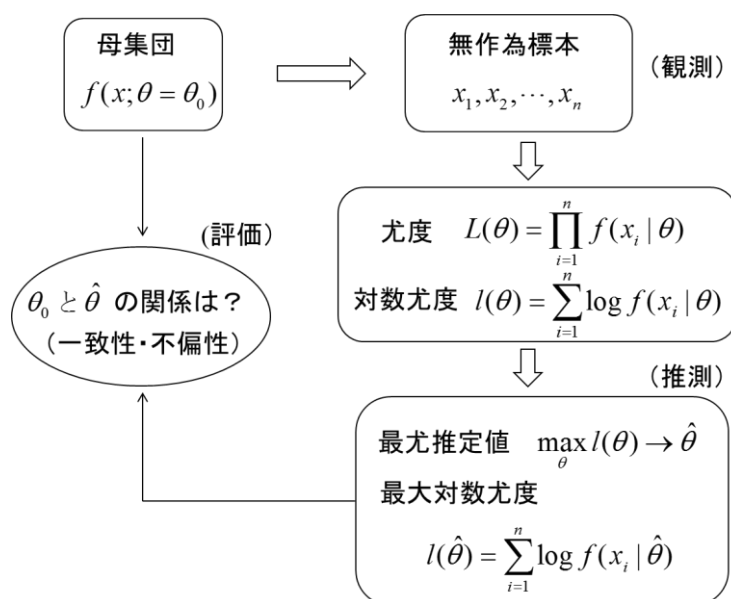 母集団
f(x;θ = θ₀)
無作為標本
x₁, x₂, ⋯, xₙ
(観測)
尤度 L(θ) = ∏_{i=1}^{n} f(xᵢ | θ)
対数尤度 l(θ) = ∑_{i=1}^{n} log f(xᵢ | θ)
(評価)
θ₀ と θ̂ の関係は？
(一致性・不偏性)
(推測)
最尤推定値 max_θ l(θ) → θ̂
最大対数尤度
l(θ̂) = ∑_{i=1}^{n} log f(xᵢ | θ̂)